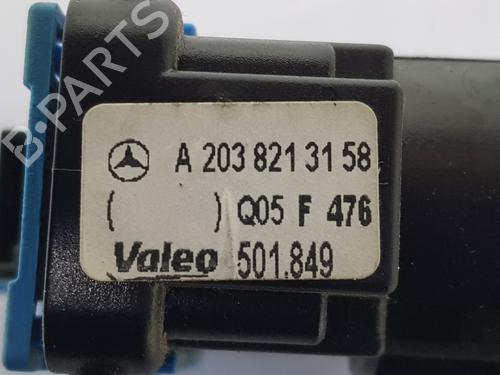 A 203 821 31 58
( ) Q05 F 476
Valeo 501.849
B-PARTS